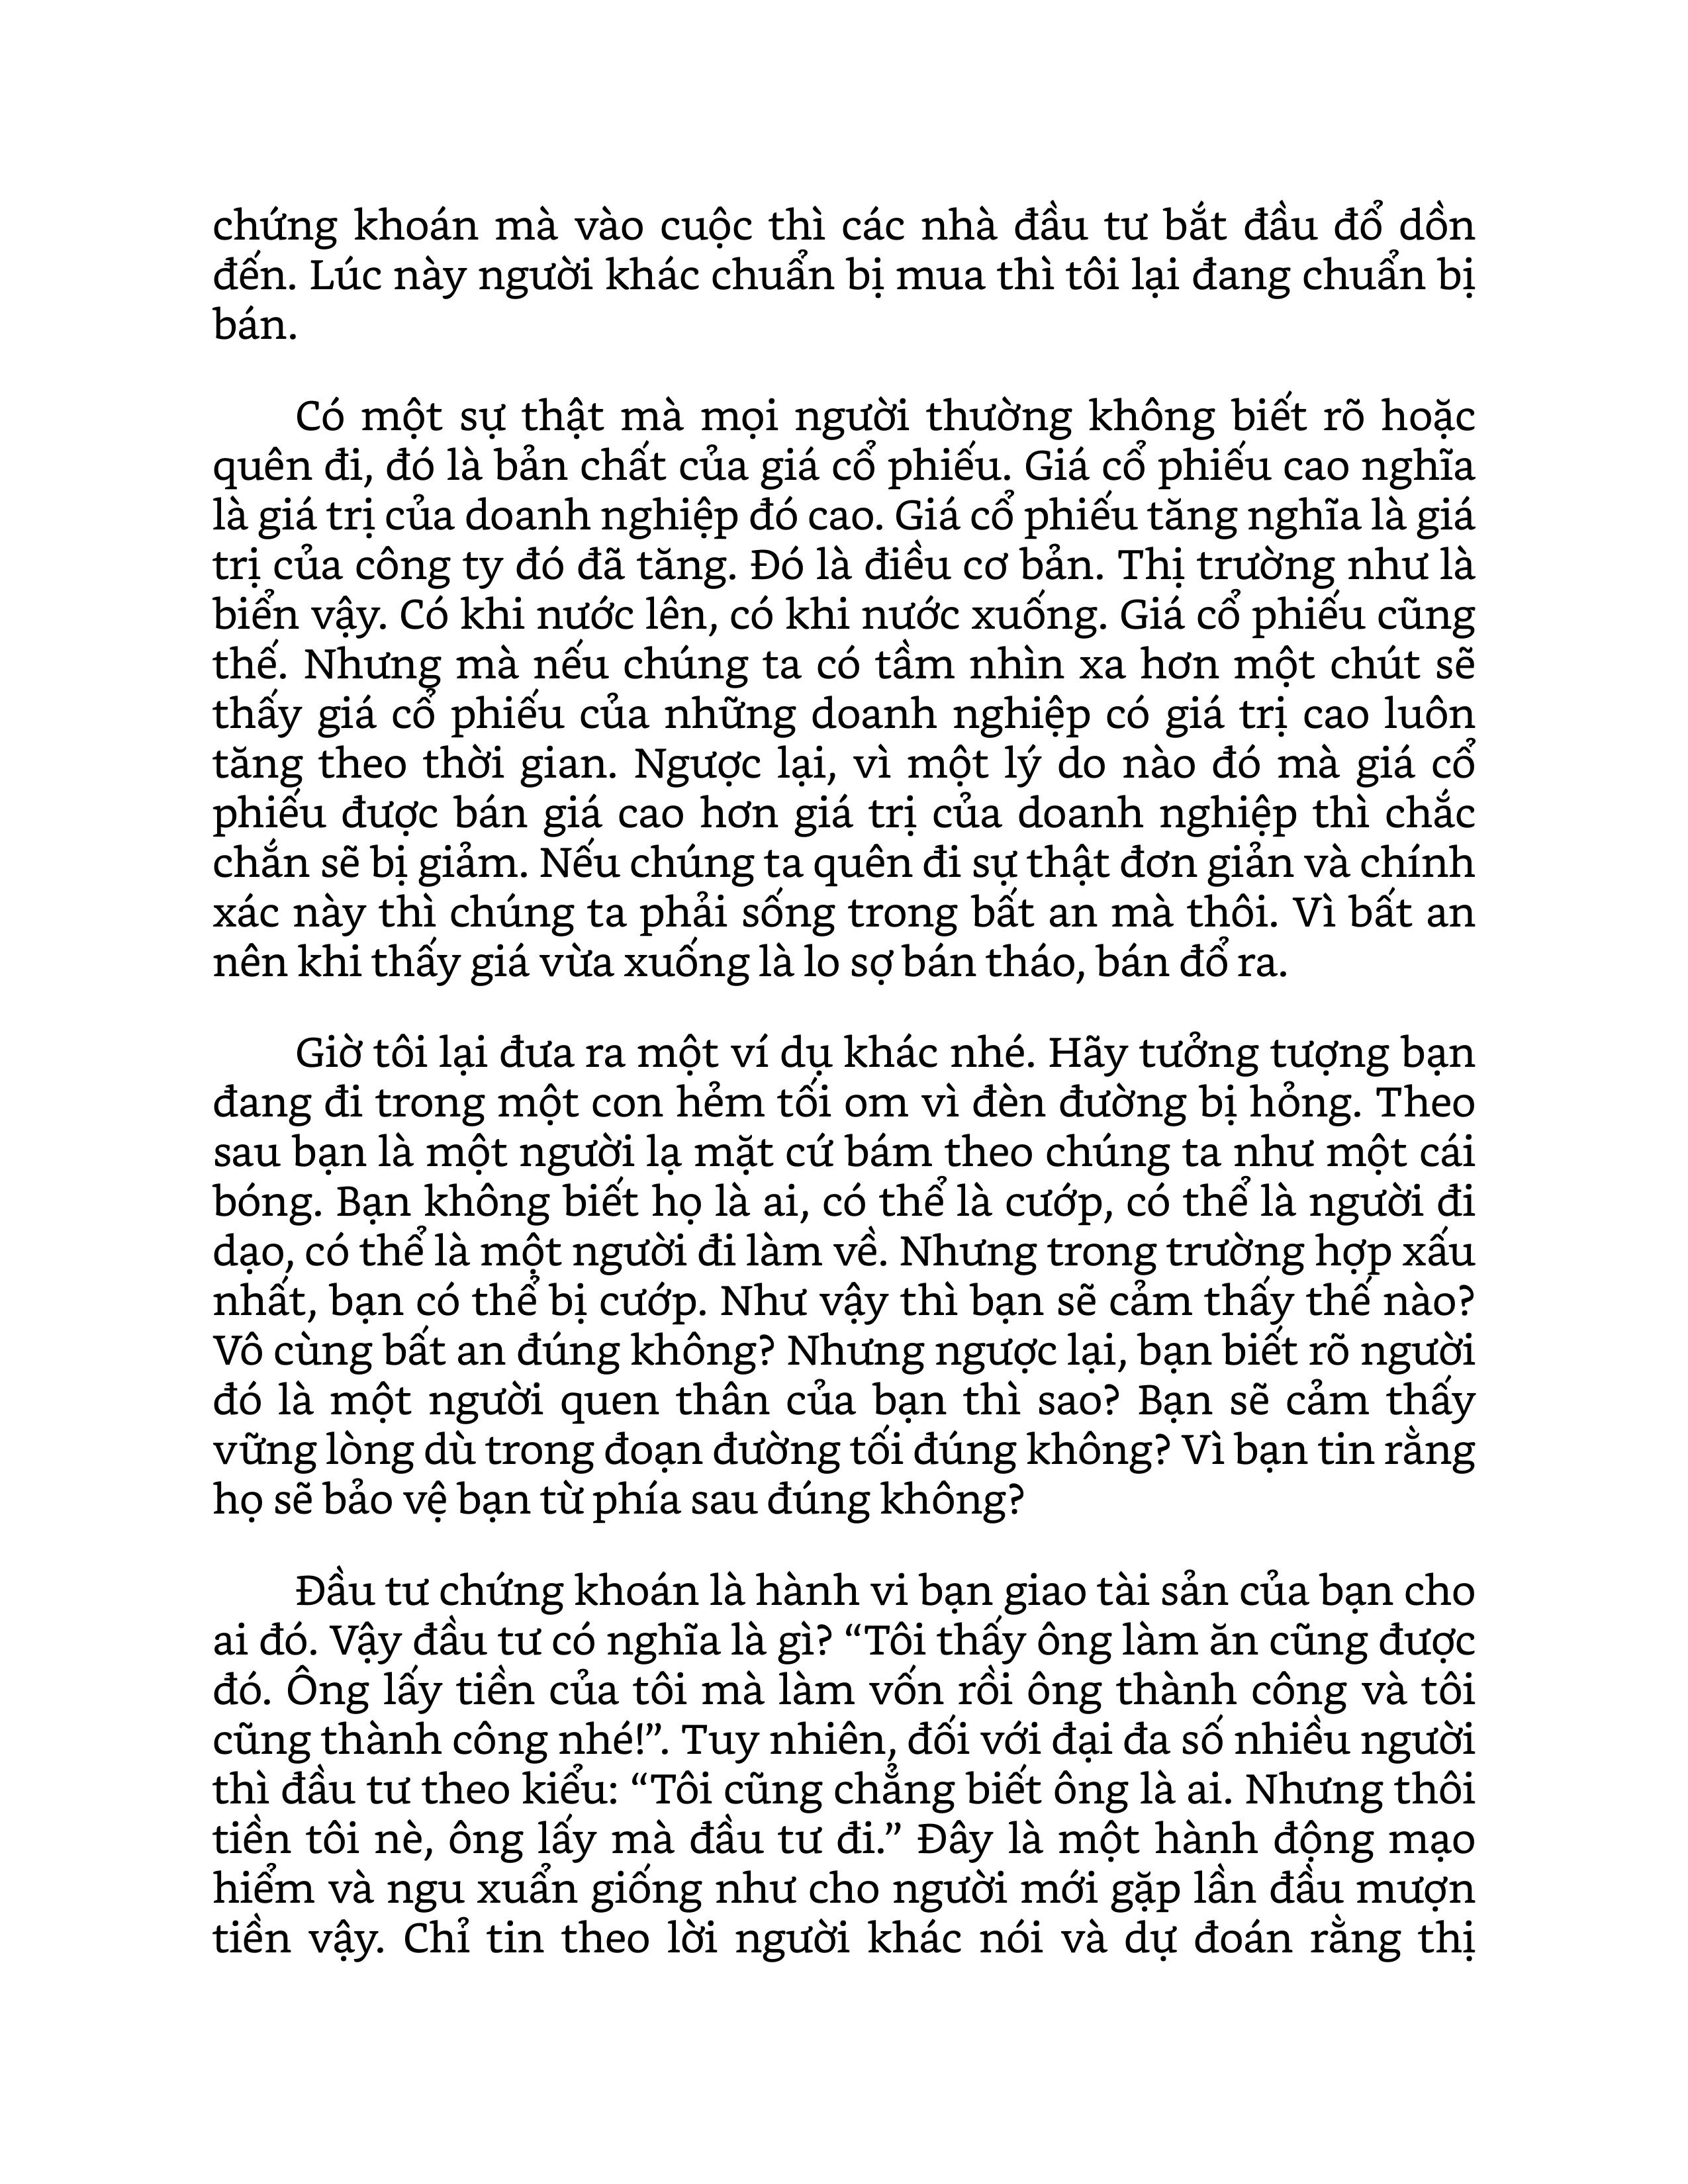 chứng khoán mà vào cuộc thì các nhà đầu tư bắt đầu đổ dồn
đến. Lúc này người khác chuẩn bị mua thì tôi lại đang chuẩn bị
bán.
Có một sự thật mà mọi người thường không biết rõ hoặc
quên đi, đó là bản chất của giá cổ phiếu. Giá cổ phiếu cao nghĩa
là giá trị của doanh nghiệp đó cao. Giá cổ phiếu tăng nghĩa là giá
trị của công ty đó đã tăng. Đó là điều cơ bản. Thị trường như là
biển vậy. Có khi nước lên, có khi nước xuống. Giá cổ phiếu cũng
thế. Nhưng mà nếu chúng ta có tầm nhìn xa hơn một chút sẽ
thấy giá cổ phiếu của những doanh nghiệp có giá trị cao luôn
tăng theo thời gian. Ngược lại, vì một lý do nào đó mà giá cổ
phiếu được bán giá cao hơn giá trị của doanh nghiệp thì chắc
chắn sẽ bị giảm. Nếu chúng ta quên đi sự thật đơn giản và chính
xác này thì chúng ta phải sống trong bất an mà thôi. Vì bất an
nên khi thấy giá vừa xuống là lo sợ bán tháo, bán đổ ra.
Giờ tôi lại đưa ra một ví dụ khác nhé. Hãy tưởng tượng bạn
đang đi trong một con hẻm tối om vì đèn đường bị hỏng. Theo
sau bạn là một người lạ mặt cứ bám theo chúng ta như một cái
bóng. Bạn không biết họ là ai, có thể là cướp, có thể là người đi
dạo, có thể là một người đi làm về. Nhưng trong trường hợp xấu
nhất, bạn có thể bị cướp. Như vậy thì bạn sẽ cảm thấy thế nào?
Vô cùng bất an đúng không? Nhưng ngược lại, bạn biết rõ người
đó là một người quen thân của bạn thì sao? Bạn sẽ cảm thấy
vững lòng dù trong đoạn đường tối đúng không? Vì bạn tin rằng
họ sẽ bảo vệ bạn từ phía sau đúng không?
Đầu tư chứng khoán là hành vi bạn giao tài sản của bạn cho
ai đó. Vậy đầu tư có nghĩa là gì? “Tôi thấy ông làm ăn cũng được
đó. Ông lấy tiền của tôi mà làm vốn rồi ông thành công và tôi
cũng thành công nhé!”. Tuy nhiên, đối với đại đa số nhiều người
thì đầu tư theo kiểu: “Tôi cũng chẳng biết ông là ai. Nhưng thôi
tiền tôi nè, ông lấy mà đầu tư đi.” Đây là một hành động mạo
hiểm và ngu xuẩn giống như cho người mới gặp lần đầu mượn
tiền vậy. Chỉ tin theo lời người khác nói và dự đoán rằng thị